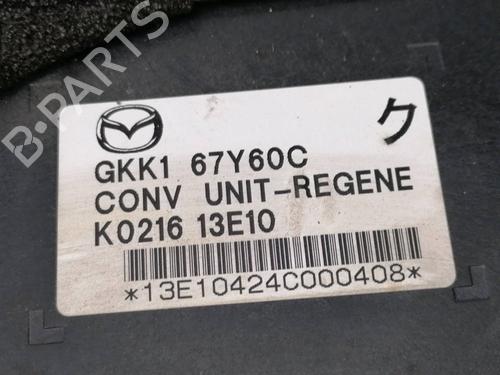 B-PARTS
ク
GKK1 67Y60C
CONV UNIT-REGENE
K0216 13E10
*13E10424C000408*